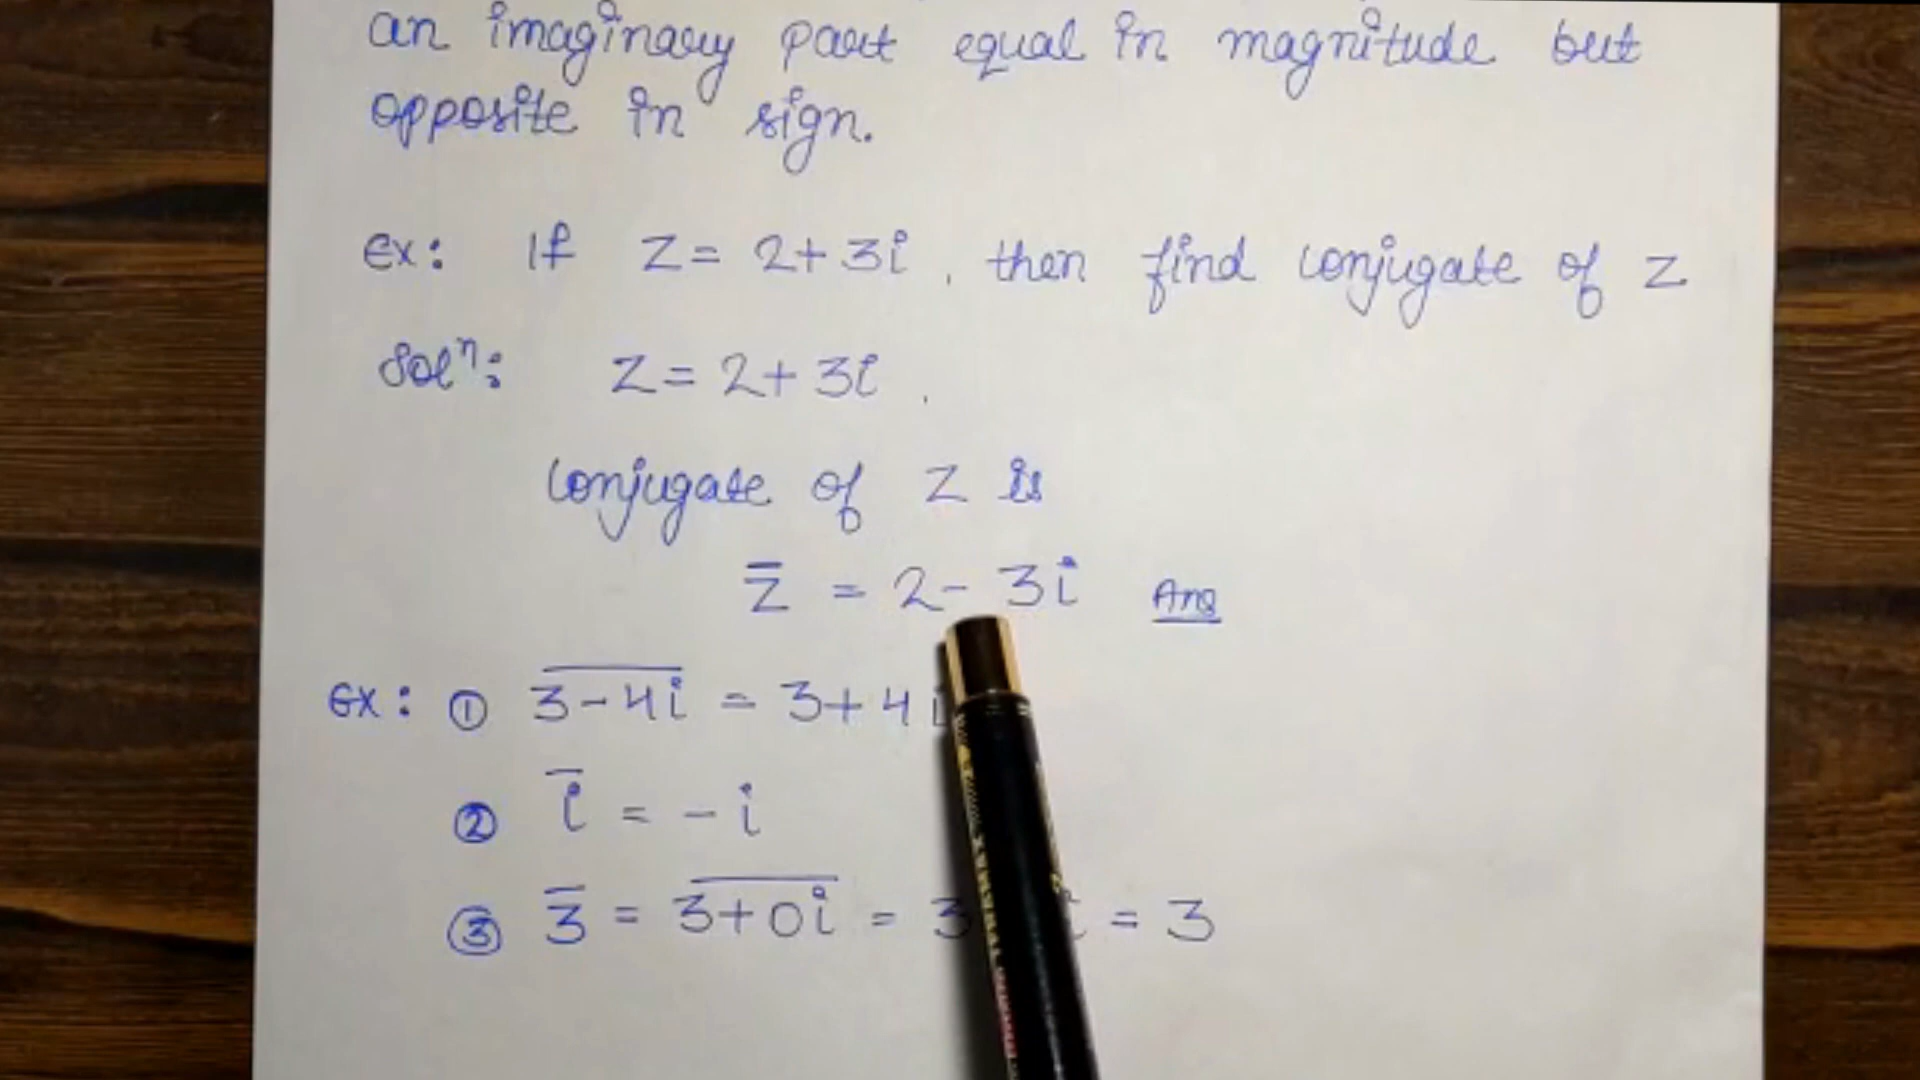 an imaginary part equal in magnitude but
opposite in sign.
Ex: If Z = 2 + 3i , then find conjugate of Z
Solⁿ: Z = 2 + 3i .
Conjugate of Z is
Z̅ = 2 - 3i Ans
Ex: ① 3̅ ̅-̅ ̅4̅i̅ = 3 + 4i
② i̅ = - i
③ 3̅ = 3̅ ̅+̅ ̅0̅i̅ = 3 i = 3